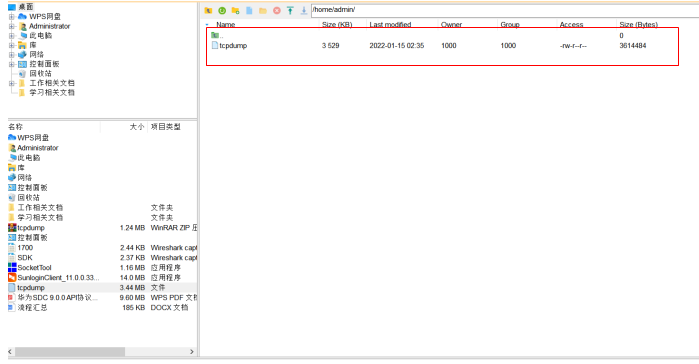 桌面
WPS网盘
Administrator
此电脑
库
网络
控制面板
回收站
工作相关文档
学习相关文档
名称 大小 项目类型
WPS网盘
Administrator
此电脑
库
网络
控制面板
回收站
工作相关文档 文件夹
学习相关文档 文件夹
tcpdump 1.24 MB WinRAR ZIP 压
控制面板
1700 2.44 KB Wireshark capt
SDK 2.37 KB Wireshark capt
SocketTool 1.16 MB 应用程序
SunloginClient_11.0.0.33... 14.0 MB 应用程序
tcpdump 3.44 MB 文件
华为SDC 9.0.0 API协议... 9.60 MB WPS PDF 文档
流程汇总 185 KB DOCX 文档
/home/admin/
Name Size (KB) Last modified Owner Group Access Size (Bytes)
.. 0
tcpdump 3 529 2022-01-15 02:35 1000 1000 -rw-r--r-- 3614484